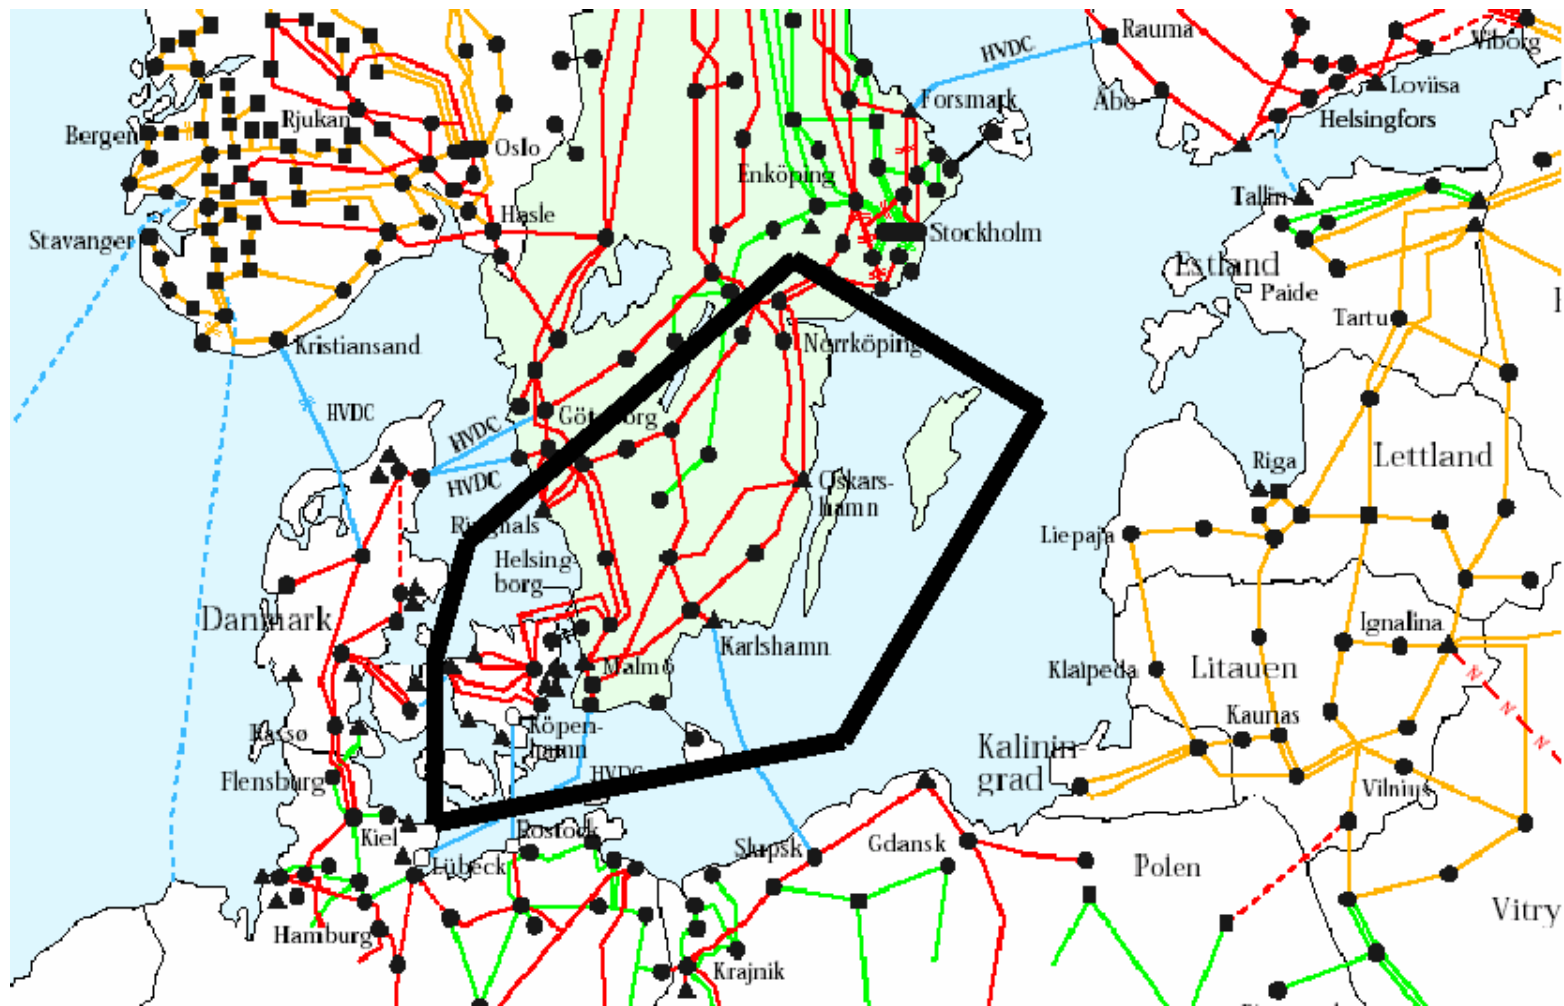 HVDC
Rauma
Viborg
Forsmark
Åbo
Loviisa
Bergen
Rjukan
Oslo
Helsingfors
Enköping
Tallin
Hasle
Stavanger
Stockholm
Estland
Paide
Tartu
Kristiansand
Norrköping
HVDC
HVDC
Göteborg
HVDC
Riga
Lettland
Oskars-
hamn
Ringhals
Helsing-
borg
Liepaja
Danmark
Ignalina
Karlshamn
Malmö
Klaipeda
Litauen
Kassø
Köpen-
hamn
Kaunas
Kalinin-
grad
Flensburg
HVDC
Vilnius
Kiel
Rostock
Slupsk
Gdansk
Lübeck
Polen
Vitry
Hamburg
Krajnik
N
N
N